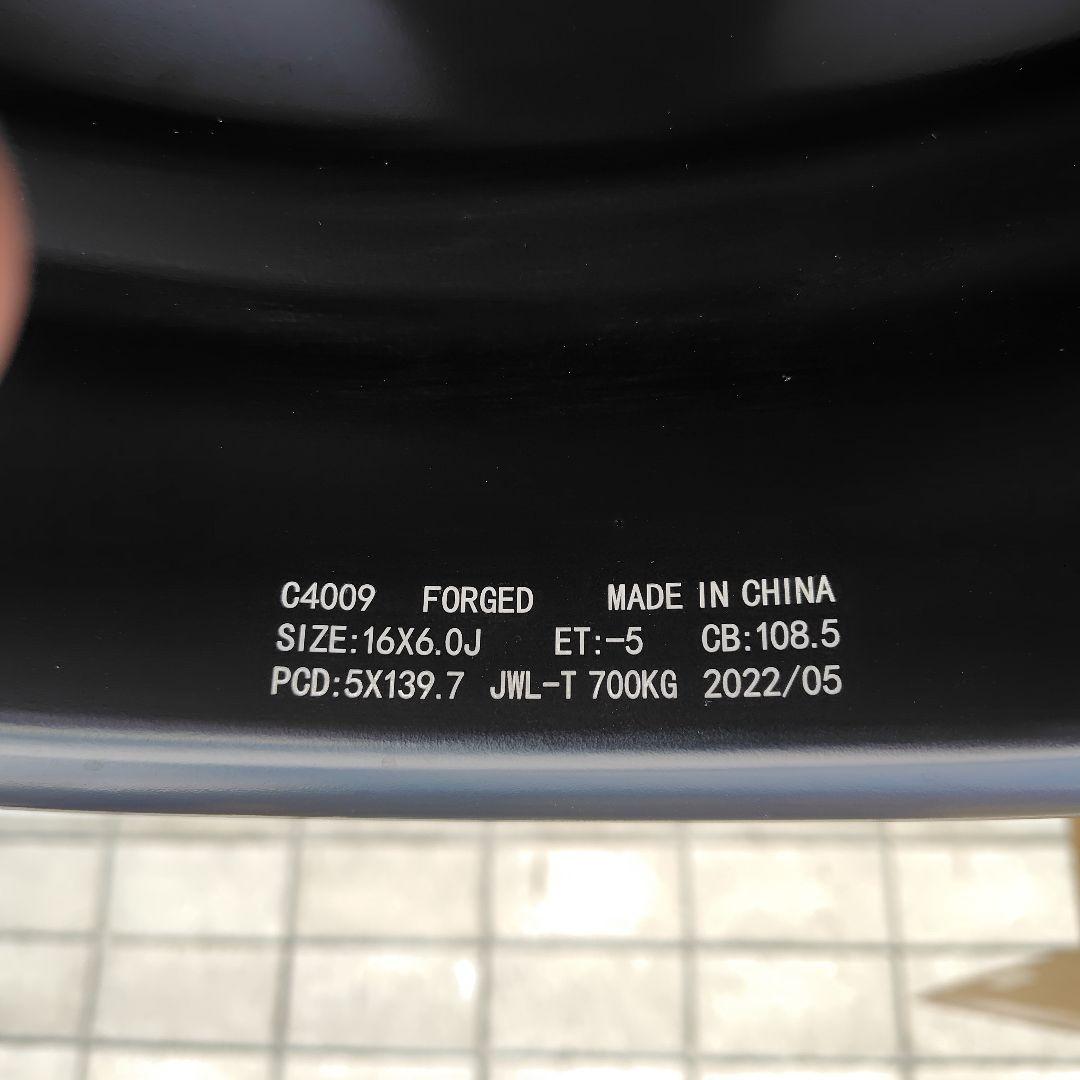 C4009 FORGED MADE IN CHINA
SIZE:16X6.0J ET:-5 CB:108.5
PCD:5X139.7 JWL-T 700KG 2022/05